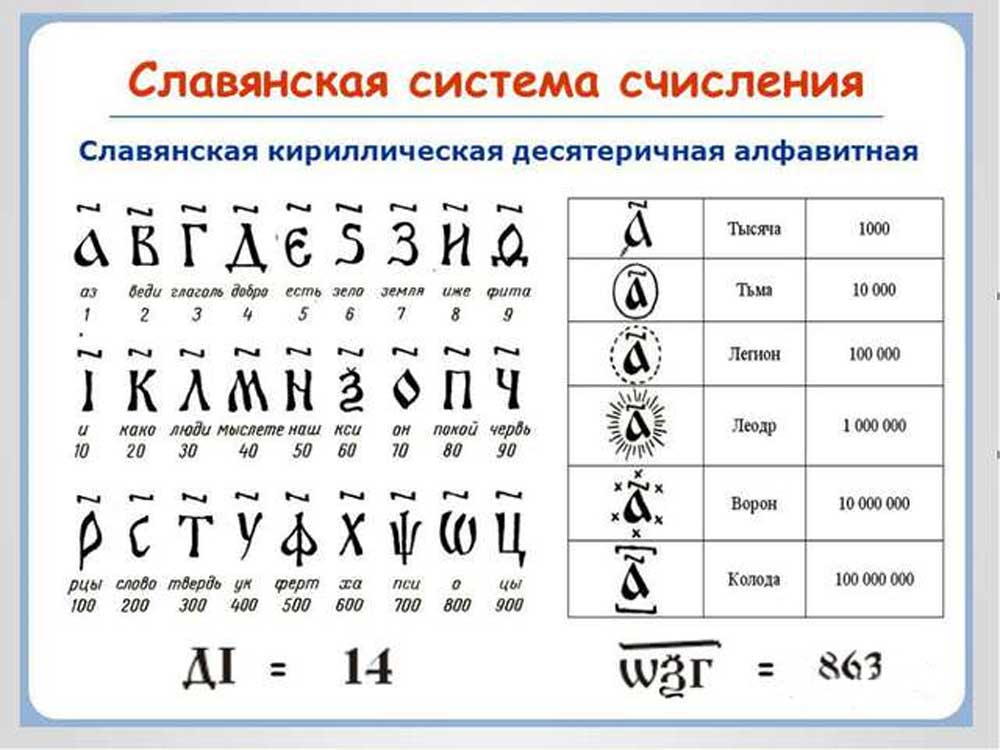 Славянская система счисления
Славянская кириллическая десятеричная алфавитная
а҃ в҃ г҃ д҃ є҃ ѕ҃ з҃ и҃ ѳ҃
аз веди глаголь добро есть зело земля иже фита
1 2 3 4 5 6 7 8 9
і҃ к҃ л҃ м҃ н҃ ѯ҃ о҃ п҃ ч҃
и како люди мыслете наш кси он покой червь
10 20 30 40 50 60 70 80 90
р҃ с҃ т҃ у҃ ф҃ х҃ ѱ҃ ѡ҃ ц҃
рцы слово твердь ук ферт ха пси о цы
100 200 300 400 500 600 700 800 900
҂а҃ Тысяча 1000
а҃ Тьма 10 000
а҃ Легион 100 000
а҃ Леодр 1 000 000
а҃ Ворон 10 000 000
а҃ Колода 100 000 000
ДІ = 14
ѡѯг = 863